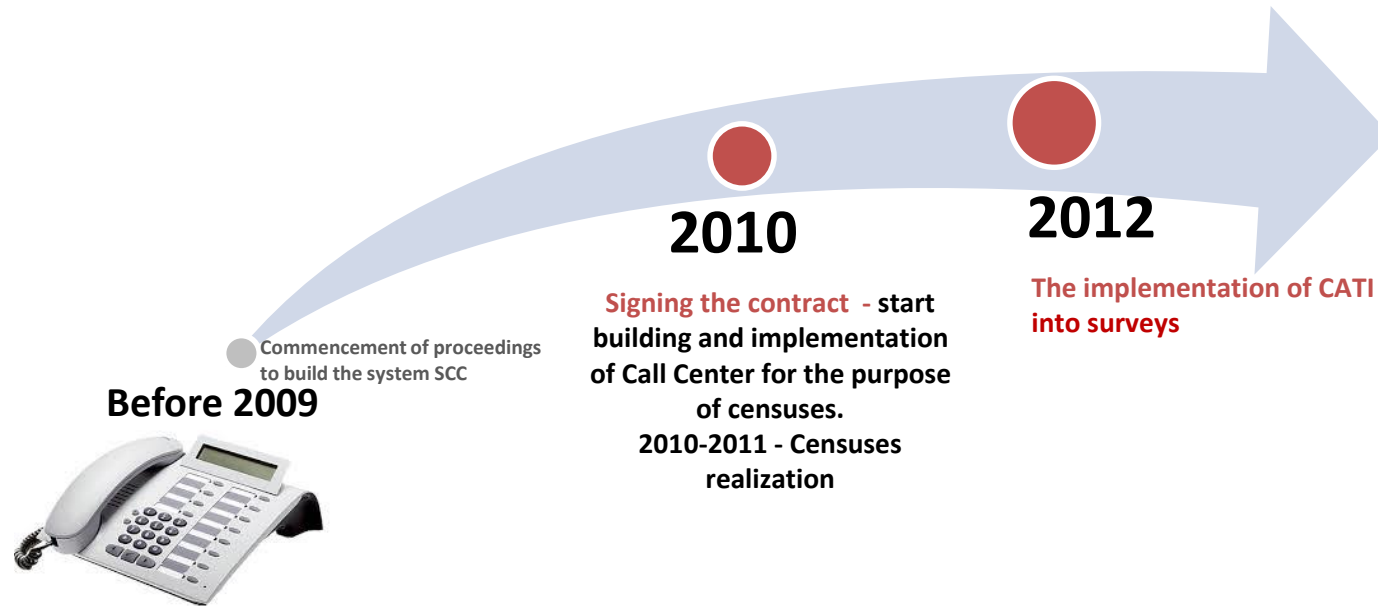 Commencement of proceedings
to build the system SCC
Before 2009
2010
Signing the contract - start
building and implementation
of Call Center for the purpose
of censuses.
2010-2011 - Censuses
realization
2012
The implementation of CATI
into surveys